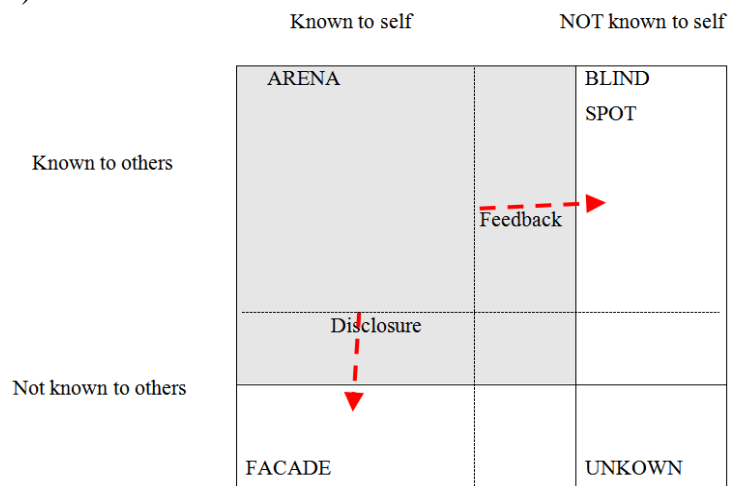 Known to self
NOT known to self
ARENA
BLIND
SPOT
Known to others
Feedback
Disclosure
Not known to others
FACADE
UNKOWN